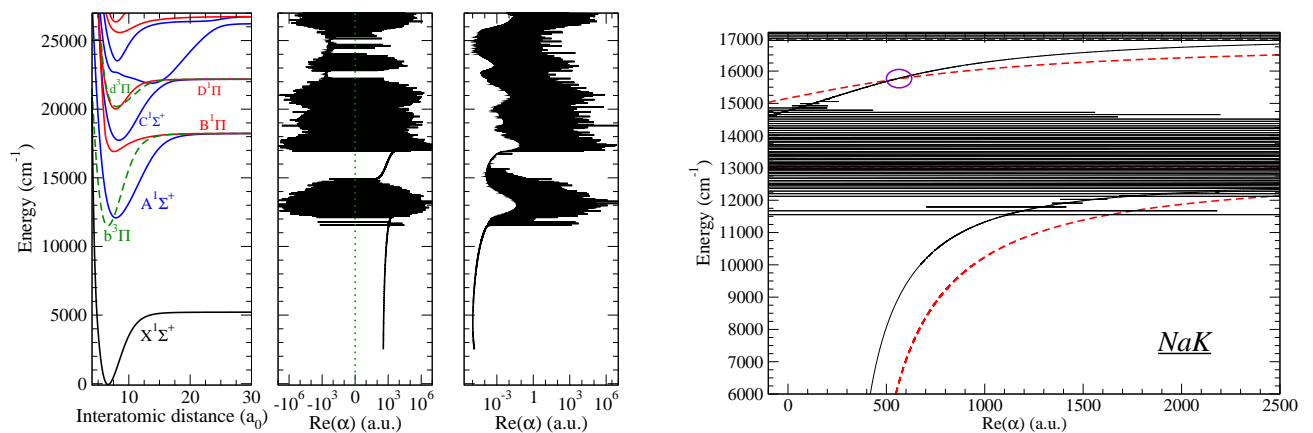 25000
20000
15000
10000
5000
0
Energy (cm⁻¹)
d³Π
D¹Π
C¹Σ⁺
B¹Π
A¹Σ⁺
b³Π
X¹Σ⁺
10 15 20 25 30
Interatomic distance (a₀)
-10⁶ -10³ 0 10³ 10⁶
Re(α) (a.u.)
10⁻³ 1 10³ 10⁶
Re(α) (a.u.)
17000
16000
15000
14000
13000
12000
11000
10000
9000
8000
7000
6000
Energy (cm⁻¹)
NaK
0 500 1000 1500 2000 2500
Re(α) (a.u.)